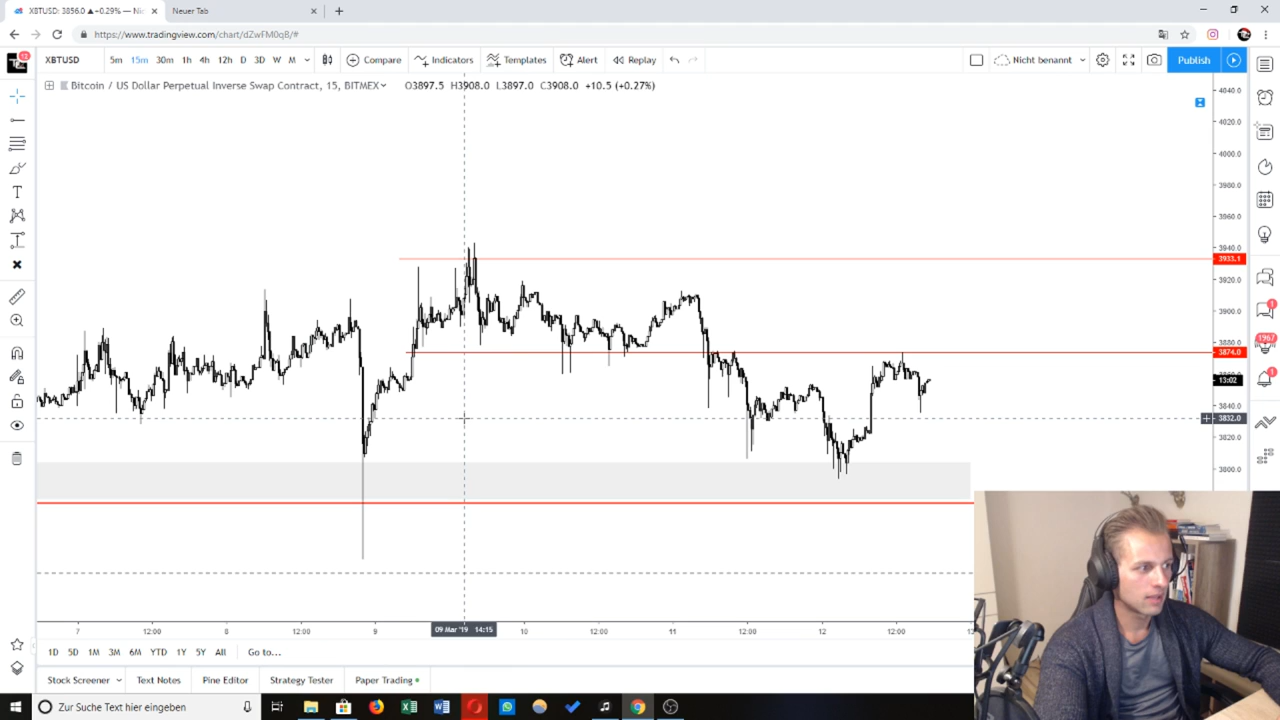 XBTUSD: 3856.0 ▲+0.29% — Ni
Neuer Tab
https://www.tradingview.com/chart/dZwFM0qB/#
12
XBTUSD 5m 15m 30m 1h 4h 12h D 3D W M Compare Indicators Templates Alert Replay Nicht benannt Publish
Bitcoin / US Dollar Perpetual Inverse Swap Contract, 15, BITMEX O3897.5 H3908.0 L3897.0 C3908.0 +10.5 (+0.27%)
4040.0
4020.0
4000.0
3980.0
3960.0
3940.0
3933.1
3920.0
3900.0
3880.0
3874.0
13:02
3840.0
3832.0
3820.0
3800.0
1
1967
1
7 12:00 8 12:00 9 09 Mar '19 14:15 10 12:00 11 12:00 12 12:00
1D 5D 1M 3M 6M YTD 1Y 5Y All Go to...
Stock Screener Text Notes Pine Editor Strategy Tester Paper Trading
Zur Suche Text hier eingeben